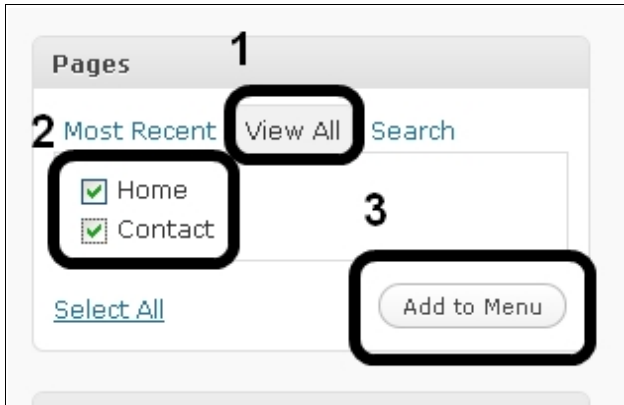 1
Pages
2 Most Recent View All Search
Home
3
Contact
Select All Add to Menu